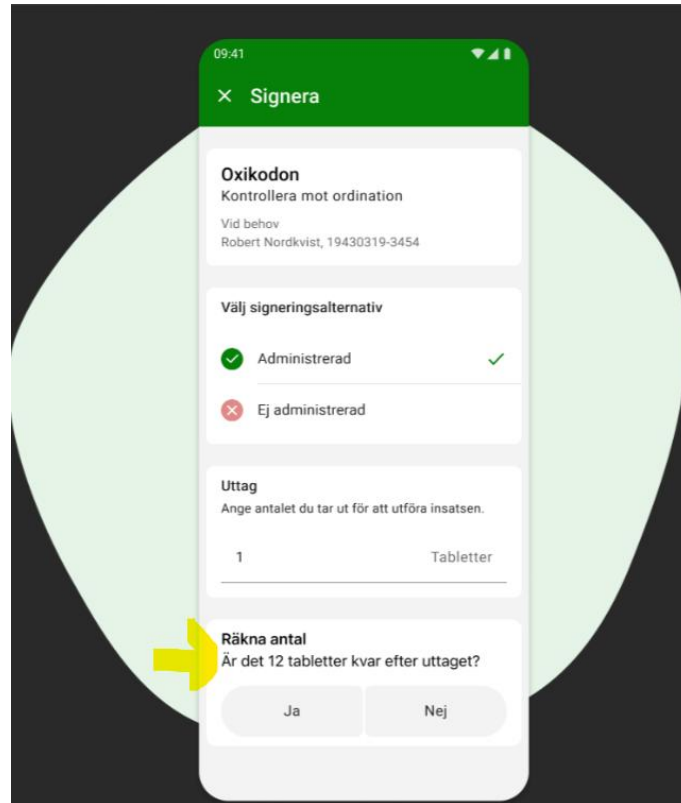 09:41
Signera
Oxikodon
Kontrollera mot ordination
Vid behov
Robert Nordkvist, 19430319-3454
Välj signeringsalternativ
Administrerad
Ej administrerad
Uttag
Ange antalet du tar ut för att utföra insatsen.
1 Tabletter
Räkna antal
Är det 12 tabletter kvar efter uttaget?
Ja Nej